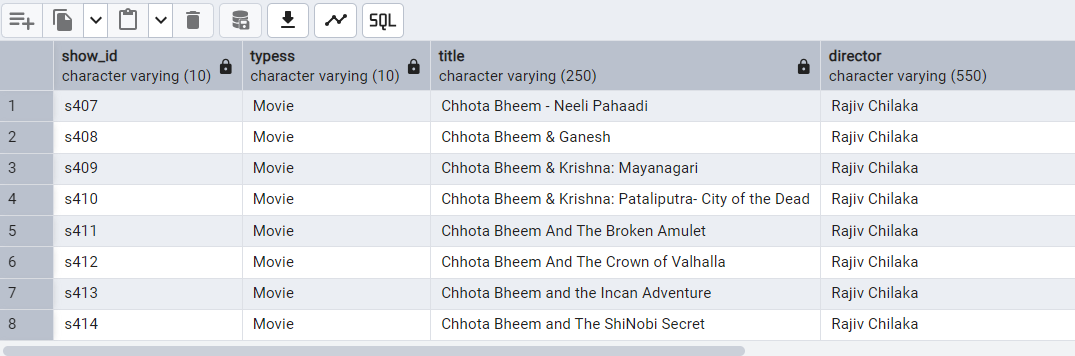 SQL
show_id typess title director
character varying (10) character varying (10) character varying (250) character varying (550)
1 s407 Movie Chhota Bheem - Neeli Pahaadi Rajiv Chilaka
2 s408 Movie Chhota Bheem & Ganesh Rajiv Chilaka
3 s409 Movie Chhota Bheem & Krishna: Mayanagari Rajiv Chilaka
4 s410 Movie Chhota Bheem & Krishna: Pataliputra- City of the Dead Rajiv Chilaka
5 s411 Movie Chhota Bheem And The Broken Amulet Rajiv Chilaka
6 s412 Movie Chhota Bheem And The Crown of Valhalla Rajiv Chilaka
7 s413 Movie Chhota Bheem and the Incan Adventure Rajiv Chilaka
8 s414 Movie Chhota Bheem and The ShiNobi Secret Rajiv Chilaka